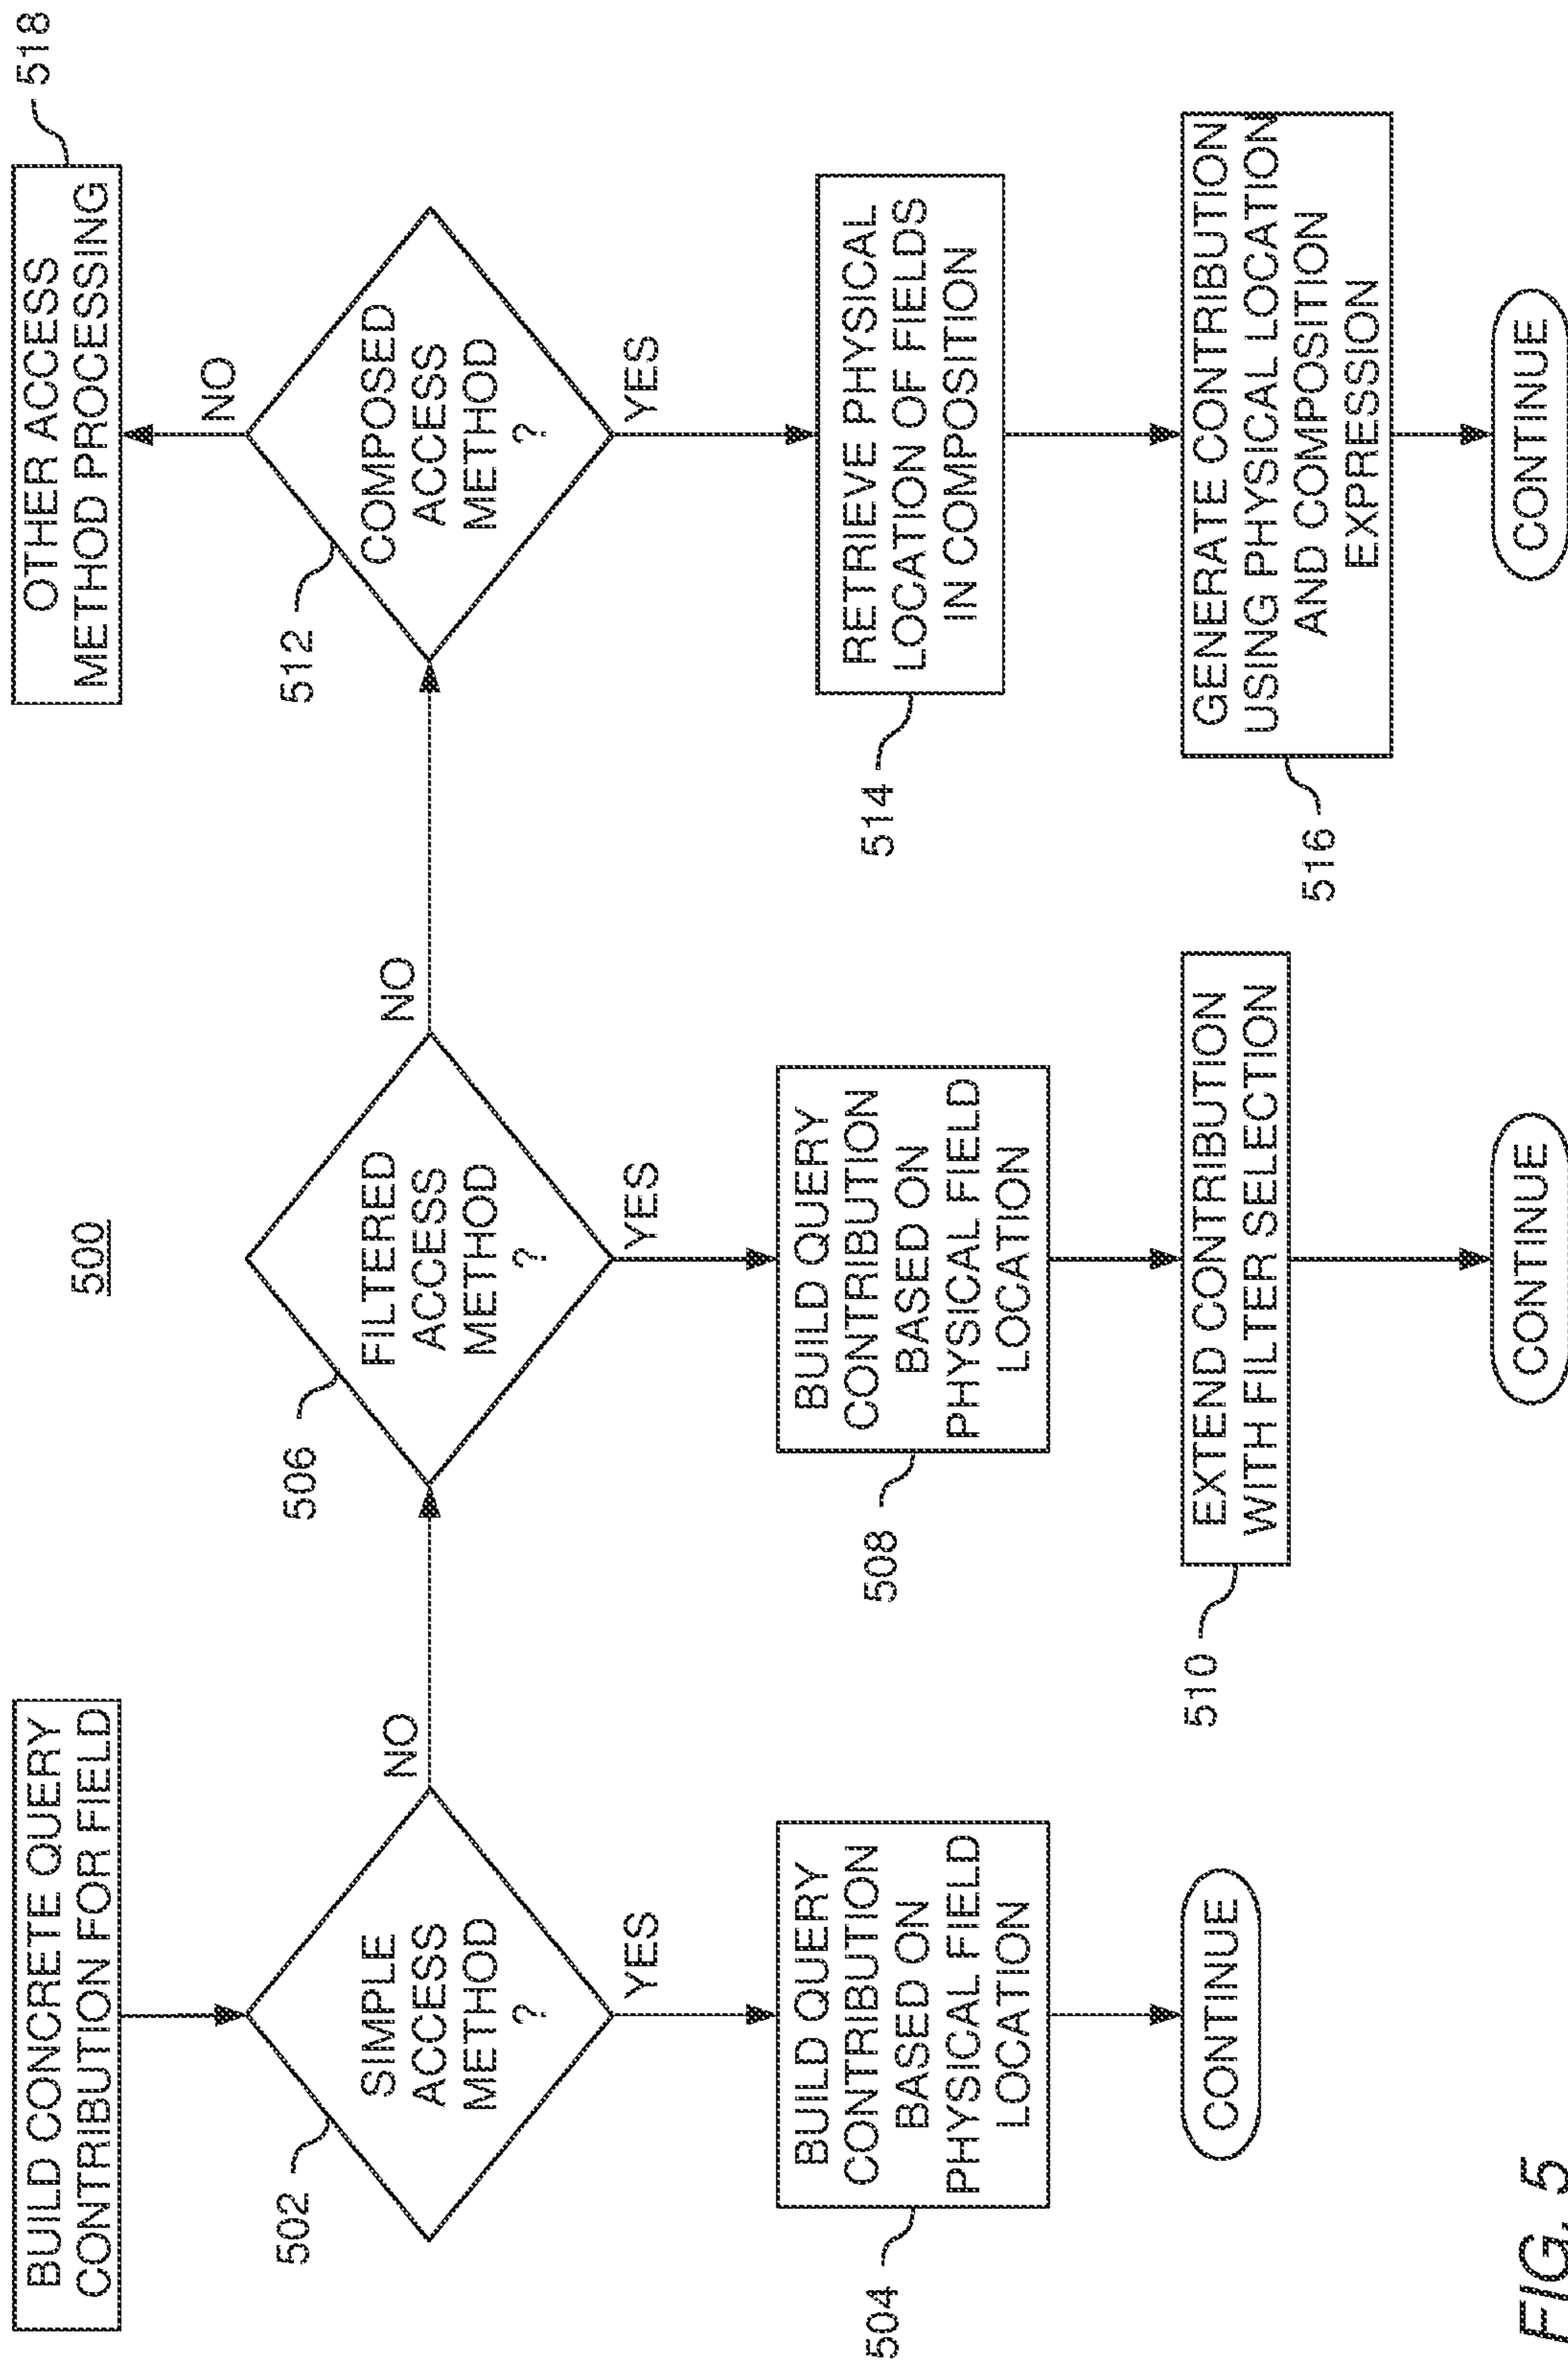 500
BUILD CONCRETE QUERY
CONTRIBUTION FOR FIELD
502
SIMPLE
ACCESS
METHOD
?
NO
YES
504
BUILD QUERY
CONTRIBUTION
BASED ON
PHYSICAL FIELD
LOCATION
CONTINUE
506
FILTERED
ACCESS
METHOD
?
NO
YES
508
BUILD QUERY
CONTRIBUTION
BASED ON
PHYSICAL FIELD
LOCATION
510
EXTEND CONTRIBUTION
WITH FILTER SELECTION
CONTINUE
512
COMPOSED
ACCESS
METHOD
?
NO
518
OTHER ACCESS
METHOD PROCESSING
YES
514
RETRIEVE PHYSICAL
LOCATION OF FIELDS
IN COMPOSITION
516
GENERATE CONTRIBUTION
USING PHYSICAL LOCATION
AND COMPOSITION
EXPRESSION
CONTINUE
FIG. 5